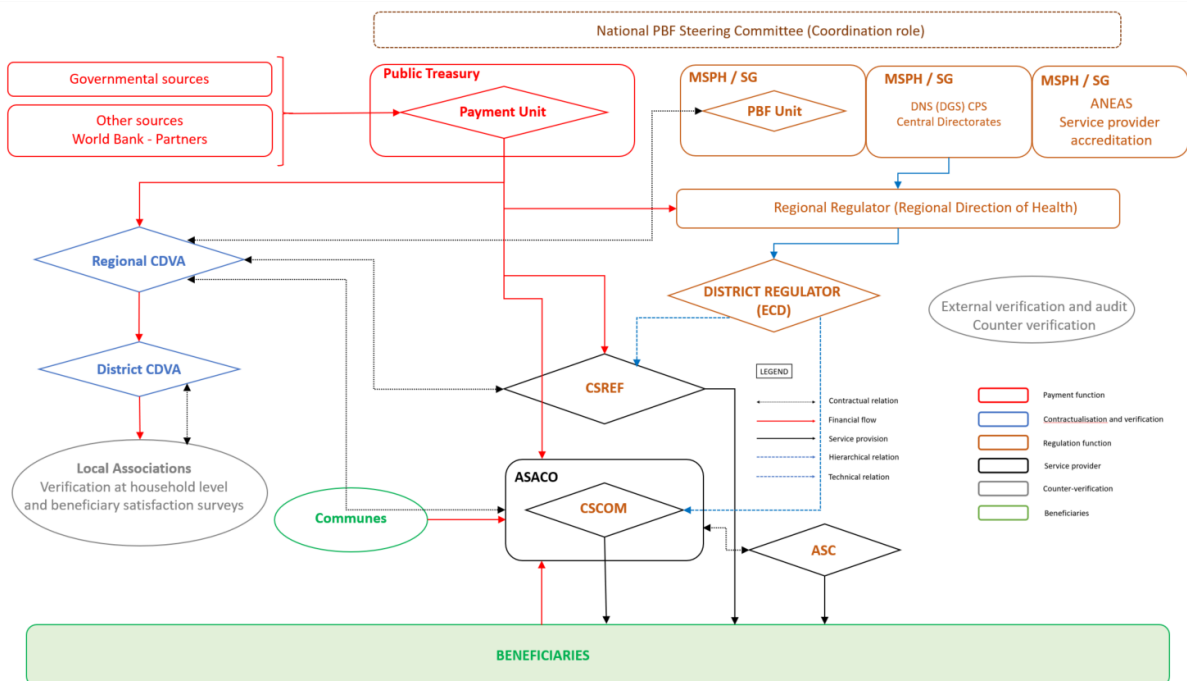 National PBF Steering Committee (Coordination role)
Governmental sources
Other sources
World Bank - Partners
Public Treasury
Payment Unit
MSPH / SG
PBF Unit
MSPH / SG
DNS (DGS) CPS
Central Directorates
MSPH / SG
ANEAS
Service provider
accreditation
Regional Regulator (Regional Direction of Health)
Regional CDVA
DISTRICT REGULATOR
(ECD)
External verification and audit
Counter verification
District CDVA
CSREF
LEGEND
Contractual relation
Financial flow
Service provision
Hierarchical relation
Technical relation
Payment function
Contractualisation and verification
Regulation function
Service provider
Counter-verification
Beneficiaries
Local Associations
Verification at household level
and beneficiary satisfaction surveys
Communes
ASACO
CSCOM
ASC
BENEFICIARIES